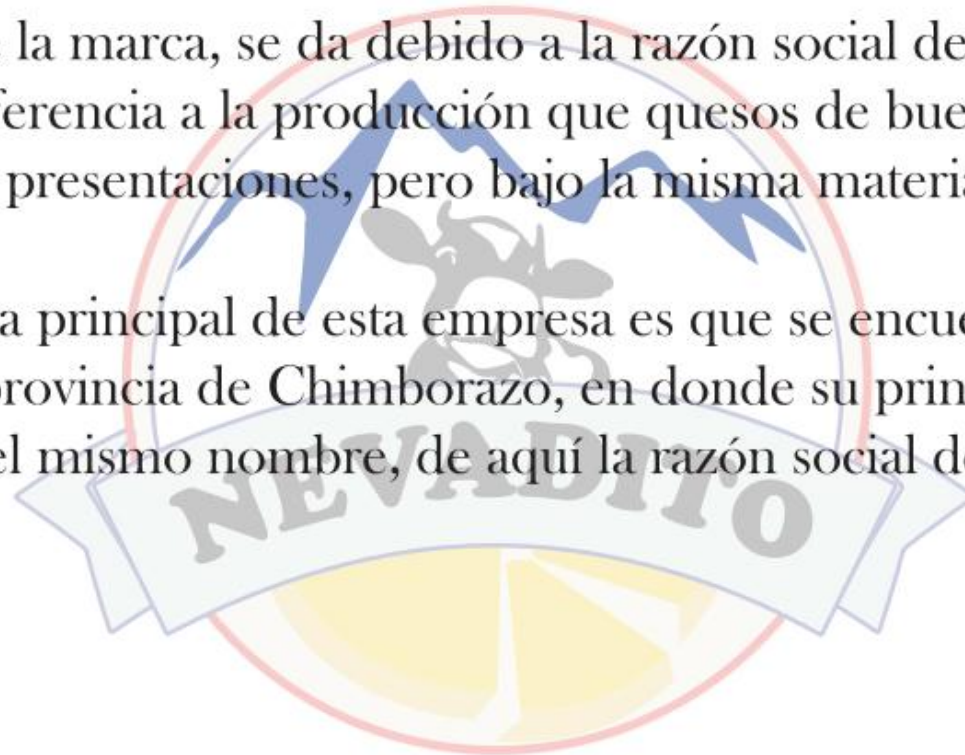 la marca, se da debido a la razón social de
ferencia a la producción que quesos de bue
presentaciones, pero bajo la misma materia
a principal de esta empresa es que se encue
provincia de Chimborazo, en donde su prin
el mismo nombre, de aquí la razón social d
NEVADITO